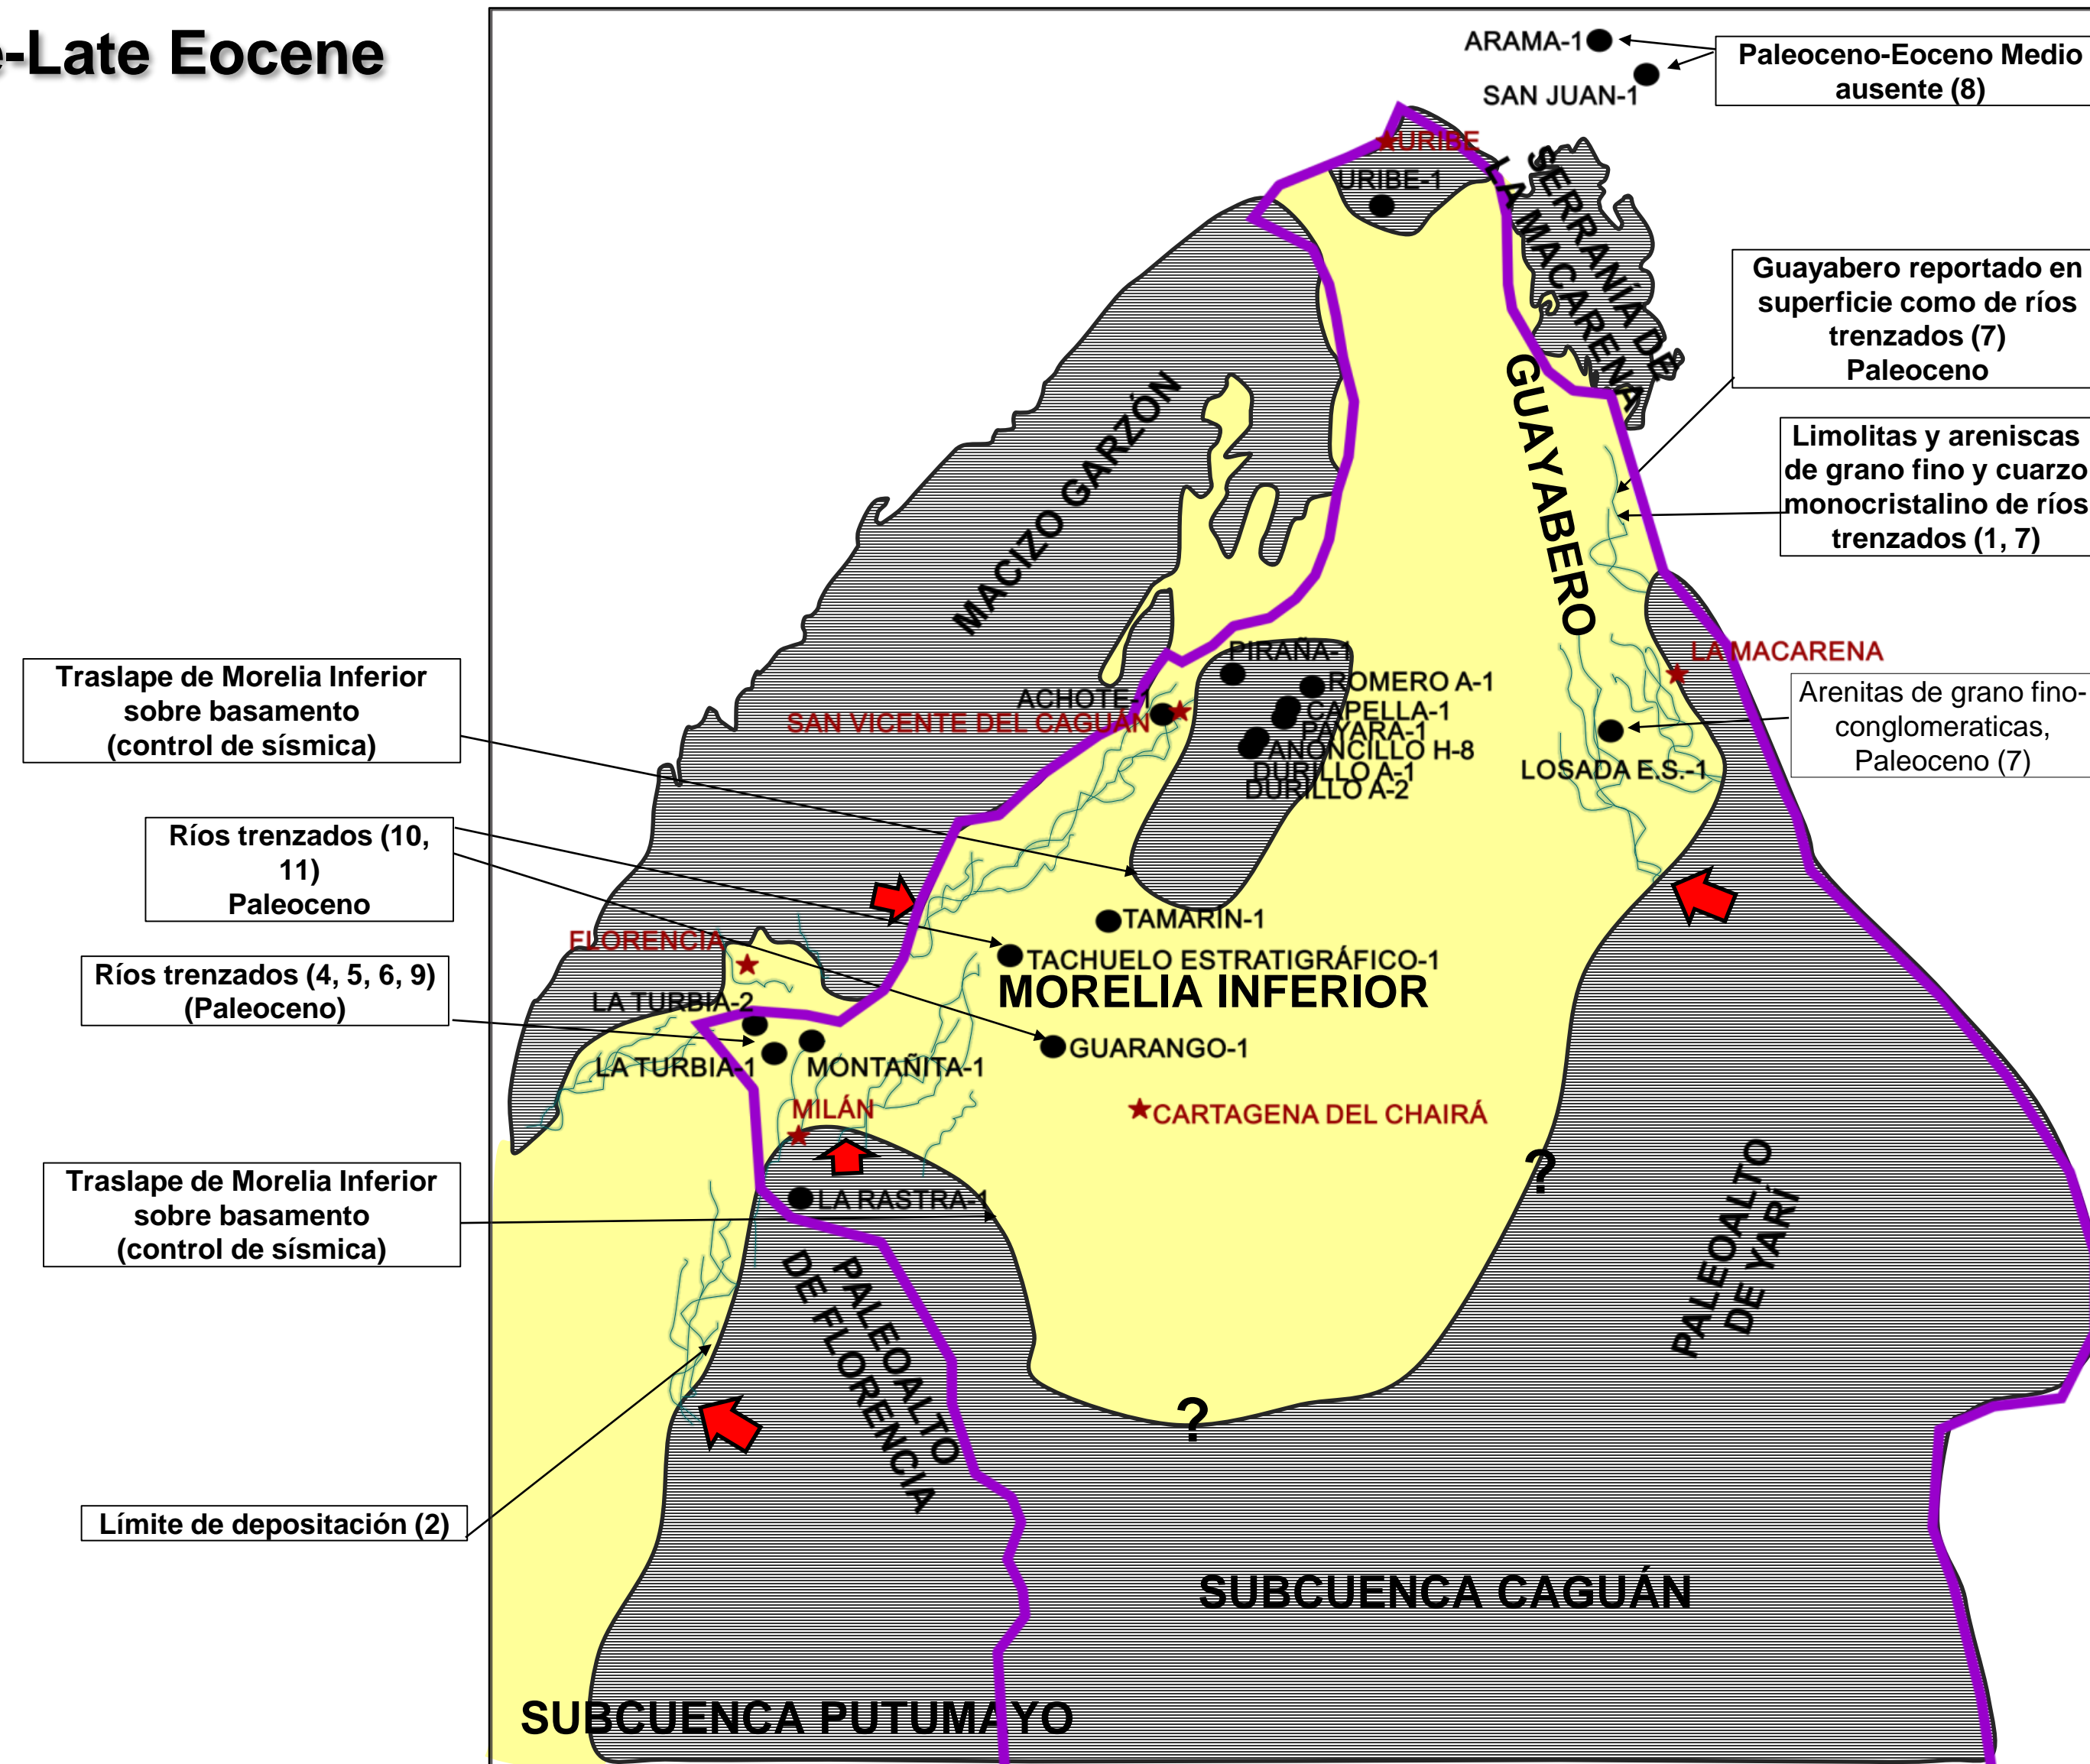 e-Late Eocene
ARAMA-1
SAN JUAN-1
Paleoceno-Eoceno Medio
ausente (8)
URIBE
URIBE-1
SERRANÍA DE
LA MACARENA
Guayabero reportado en
superficie como de ríos
trenzados (7)
Paleoceno
MACIZO GARZÓN
GUAYABERO
Limolitas y areniscas
de grano fino y cuarzo
monocristalino de ríos
trenzados (1, 7)
Traslape de Morelia Inferior
sobre basamento
(control de sísmica)
PIRAÑA-1
LA MACARENA
ACHOTE-1
ROMERO A-1
SAN VICENTE DEL CAGUÁN
CAPELLA-1
PAYARA-1
ANONCILLO H-8
DURILLO A-1
DURILLO A-2
LOSADA E.S.-1
Arenitas de grano fino-
conglomeraticas,
Paleoceno (7)
Ríos trenzados (10,
11)
Paleoceno
TAMARIN-1
FLORENCIA
TACHUELO ESTRATIGRÁFICO-1
MORELIA INFERIOR
Ríos trenzados (4, 5, 6, 9)
(Paleoceno)
LA TURBIA-2
LA TURBIA-1
MONTAÑITA-1
GUARANGO-1
MILÁN
CARTAGENA DEL CHAIRÁ
?
Traslape de Morelia Inferior
sobre basamento
(control de sísmica)
LA RASTRA-1
PALEOALTO
DE FLORENCIA
PALEOALTO
DE YARÍ
?
Límite de depositación (2)
SUBCUENCA CAGUÁN
SUBCUENCA PUTUMAYO